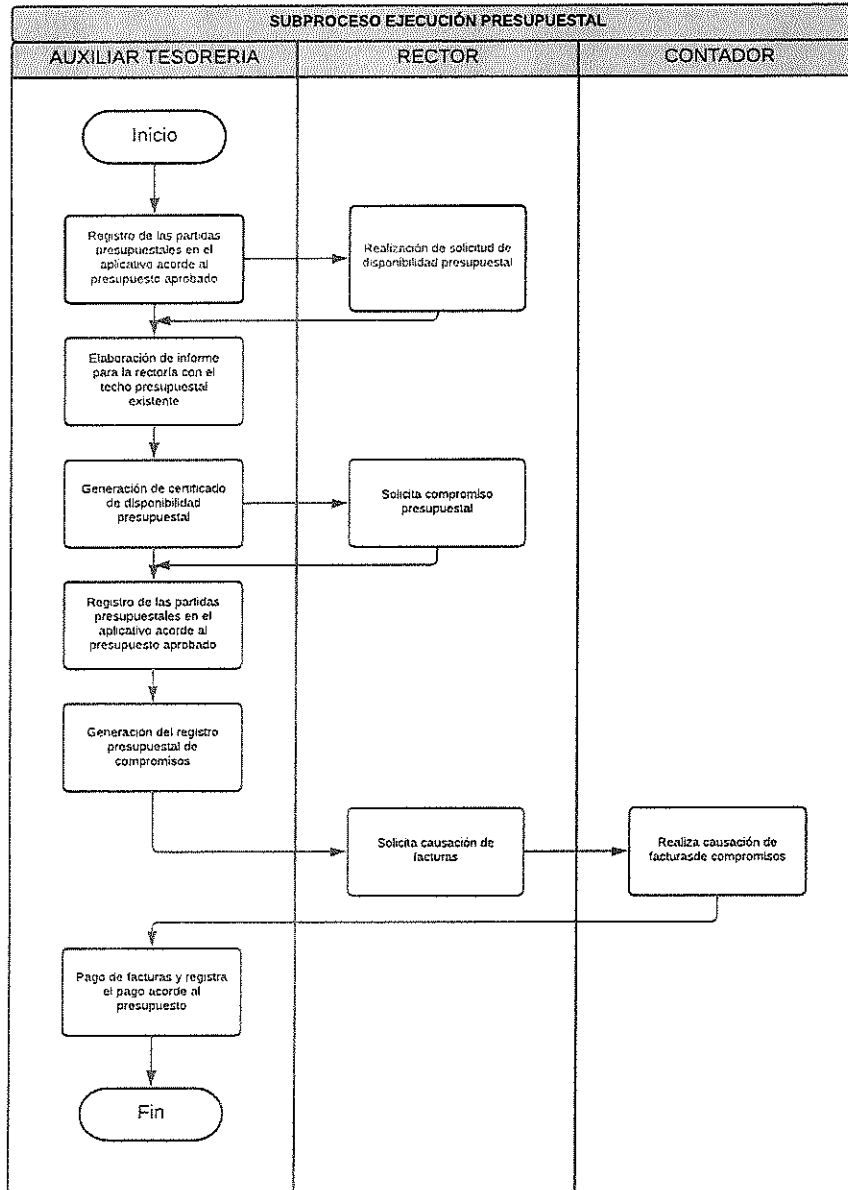 SUBPROCESO EJECUCIÓN PRESUPUESTAL
AUXILIAR TESORERIA
RECTOR
CONTADOR
Inicio
Registro de las partidas
presupuestales en el
aplicativo acorde al
presupuesto aprobado
Realización de solicitud de
disponibilidad presupuestal
Elaboración de informe
para la rectoría con el
techo presupuestal
existente
Generación de certificado
de disponibilidad
presupuestal
Solicita compromiso
presupuestal
Registro de las partidas
presupuestales en el
aplicativo acorde al
presupuesto aprobado
Generación del registro
presupuestal de
compromisos
Solicita causación de
facturas
Realiza causación de
facturasde compromisos
Pago de facturas y registra
el pago acorde al
presupuesto
Fin